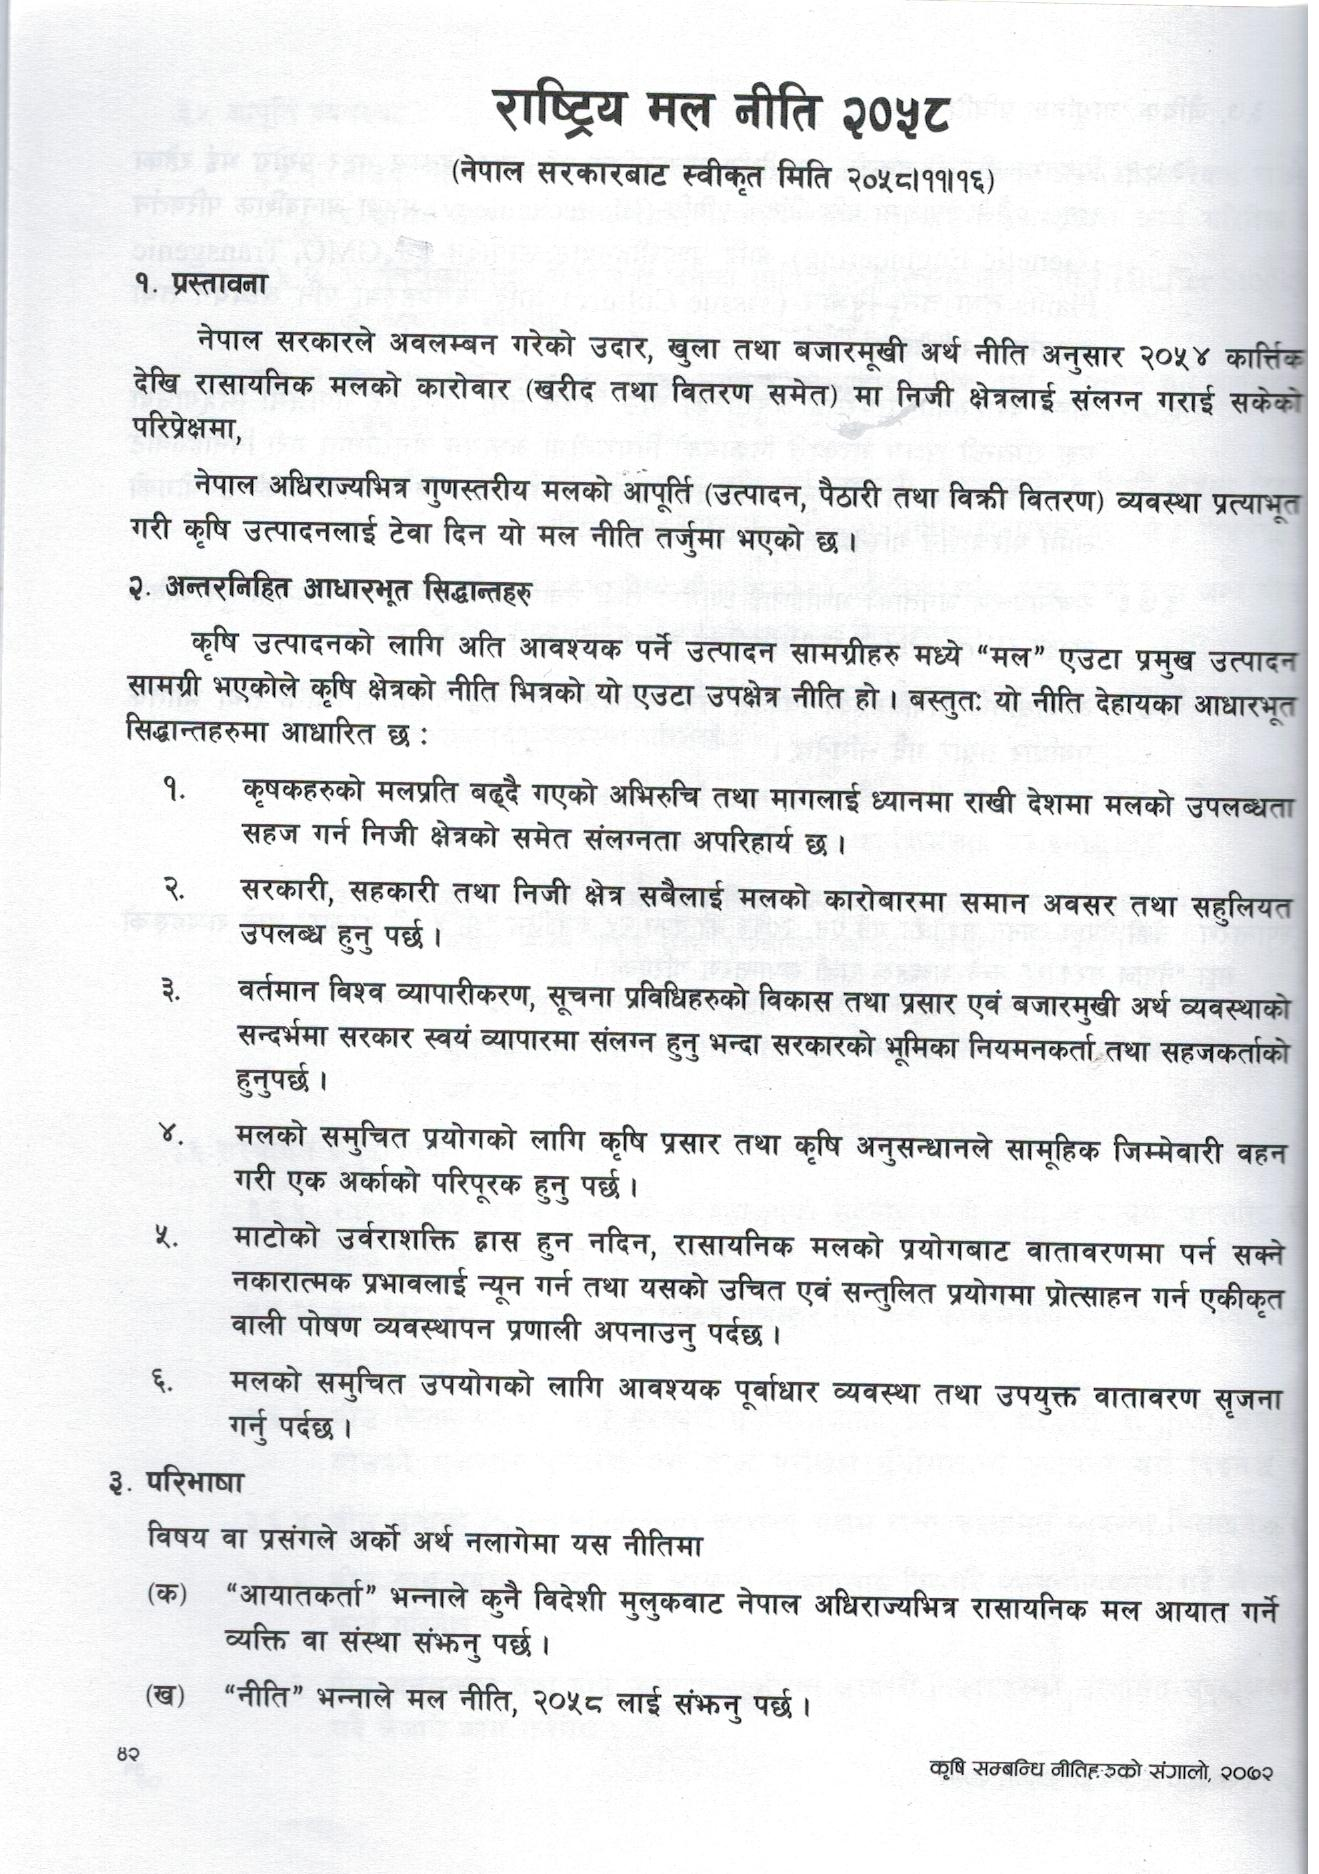 राष्ट्रिय मल नीति २०५८
(नेपाल सरकारबाट स्वीकृत मिति २०५८।११।१६)
१. प्रस्तावना
नेपाल सरकारले अवलम्बन गरेको उदार, खुला तथा बजारमूखी अर्थ नीति अनुसार २०५४ कार्त्तिक
देखि रासायनिक मलको कारोवार (खरीद तथा वितरण समेत) मा निजी क्षेत्रलाई संलग्न गराई सकेको
परिप्रेक्षमा,
नेपाल अधिराज्यभित्र गुणस्तरीय मलको आपूर्ति (उत्पादन, पैठारी तथा विक्री वितरण) व्यवस्था प्रत्याभूत
गरी कृषि उत्पादनलाई टेवा दिन यो मल नीति तर्जुमा भएको छ।
२. अन्तरनिहित आधारभूत सिद्धान्तहरु
कृषि उत्पादनको लागि अति आवश्यक पर्ने उत्पादन सामग्रीहरु मध्ये “मल” एउटा प्रमुख उत्पादन
सामग्री भएकोले कृषि क्षेत्रको नीति भित्रको यो एउटा उपक्षेत्र नीति हो। बस्तुतः यो नीति देहायका आधारभूत
सिद्धान्तहरुमा आधारित छ :
१. कृषकहरुको मलप्रति बढ्दै गएको अभिरुचि तथा मागलाई ध्यानमा राखी देशमा मलको उपलब्धता
सहज गर्न निजी क्षेत्रको समेत संलग्नता अपरिहार्य छ।
२. सरकारी, सहकारी तथा निजी क्षेत्र सबैलाई मलको कारोबारमा समान अवसर तथा सहुलियत
उपलब्ध हुनु पर्छ।
३. वर्तमान विश्व व्यापारीकरण, सूचना प्रविधिहरुको विकास तथा प्रसार एवं बजारमुखी अर्थ व्यवस्थाको
सन्दर्भमा सरकार स्वयं व्यापारमा संलग्न हुनु भन्दा सरकारको भूमिका नियमनकर्ता तथा सहजकर्ताको
हुनुपर्छ।
४. मलको समुचित प्रयोगको लागि कृषि प्रसार तथा कृषि अनुसन्धानले सामूहिक जिम्मेवारी वहन
गरी एक अर्काको परिपूरक हुनु पर्छ।
५. माटोको उर्वराशक्ति ह्रास हुन नदिन, रासायनिक मलको प्रयोगबाट वातावरणमा पर्न सक्ने
नकारात्मक प्रभावलाई न्यून गर्न तथा यसको उचित एवं सन्तुलित प्रयोगमा प्रोत्साहन गर्न एकीकृत
वाली पोषण व्यवस्थापन प्रणाली अपनाउनु पर्दछ।
६. मलको समुचित उपयोगको लागि आवश्यक पूर्वाधार व्यवस्था तथा उपयुक्त वातावरण सृजना
गर्नु पर्दछ।
३. परिभाषा
विषय वा प्रसंगले अर्को अर्थ नलागेमा यस नीतिमा
(क) “आयातकर्ता” भन्नाले कुनै विदेशी मुलुकवाट नेपाल अधिराज्यभित्र रासायनिक मल आयात गर्ने
व्यक्ति वा संस्था संझनु पर्छ।
(ख) “नीति” भन्नाले मल नीति, २०५८ लाई संझनु पर्छ।
४२
कृषि सम्बन्धि नीतिहरुको संगालो, २०७२